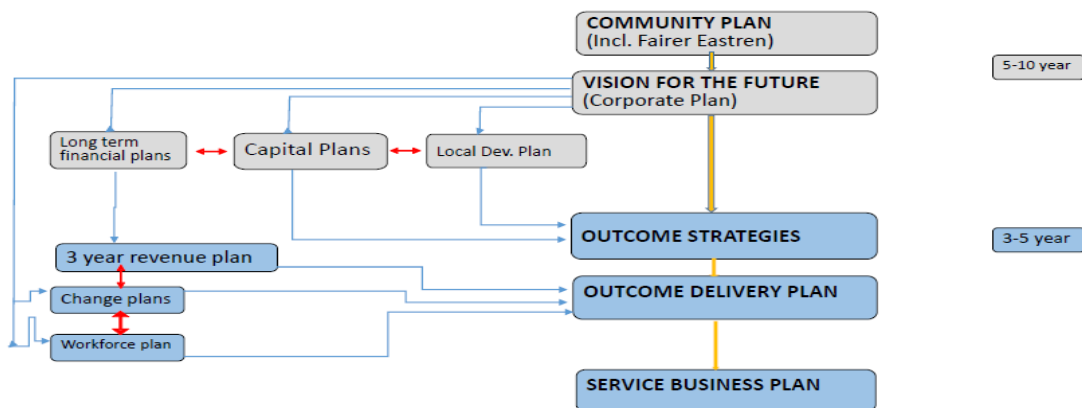 COMMUNITY PLAN
(Incl. Fairer Eastren)
5-10 year
VISION FOR THE FUTURE
(Corporate Plan)
Long term
financial plans
Capital Plans
Local Dev. Plan
OUTCOME STRATEGIES
3-5 year
3 year revenue plan
OUTCOME DELIVERY PLAN
Change plans
Workforce plan
SERVICE BUSINESS PLAN